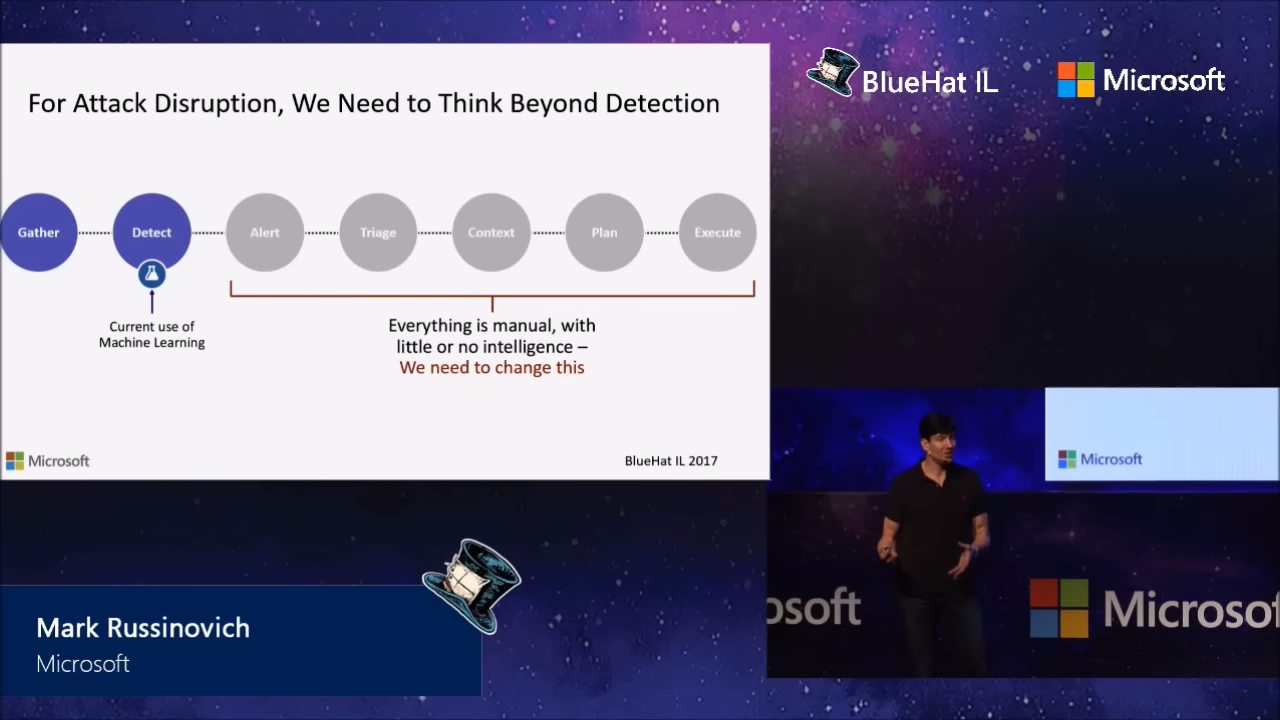 For Attack Disruption, We Need to Think Beyond Detection
Gather
Detect
Alert
Triage
Context
Plan
Execute
Current use of
Machine Learning
Everything is manual, with
little or no intelligence –
We need to change this
Microsoft
BlueHat IL 2017
BlueHat IL
Microsoft
Microsoft
osoft
Microsof
Mark Russinovich
Microsoft